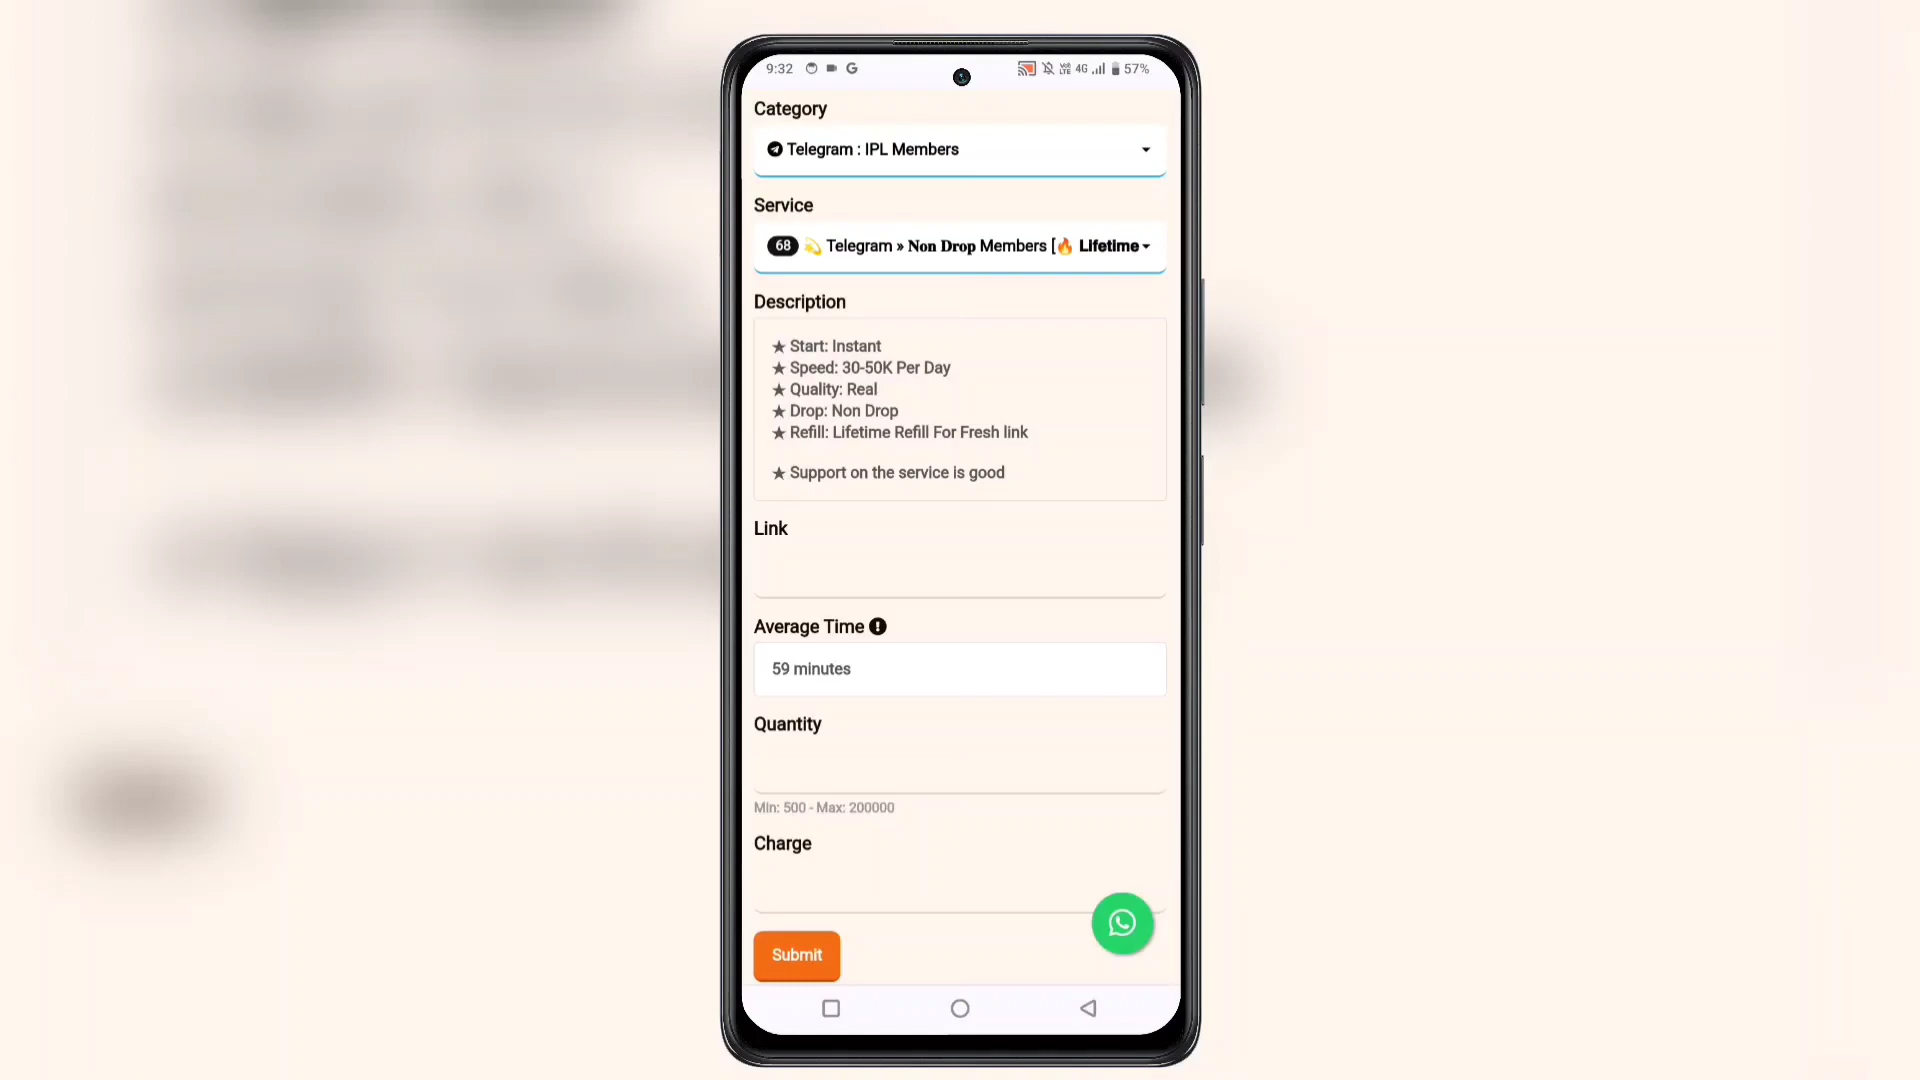 9:32 4G 57%
Category
Telegram : IPL Members
Service
68 💫 Telegram » 𝐍𝐨𝐧 𝐃𝐫𝐨𝐩 Members [🔥 Lifetime
Description
★ Start: Instant
★ Speed: 30-50K Per Day
★ Quality: Real
★ Drop: Non Drop
★ Refill: Lifetime Refill For Fresh link
★ Support on the service is good
Link
Average Time
59 minutes
Quantity
Min: 500 - Max: 200000
Charge
Submit